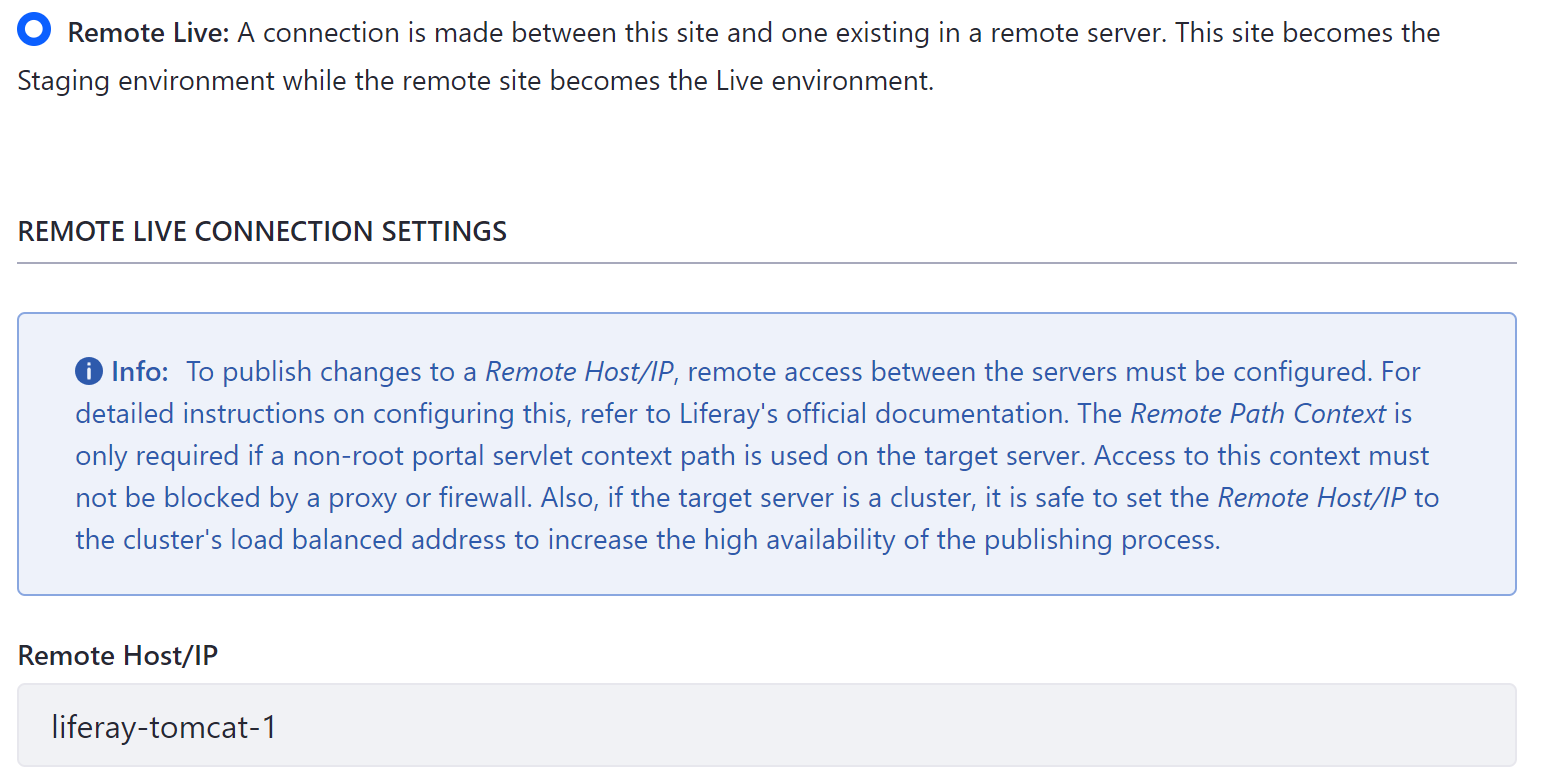 Remote Live: A connection is made between this site and one existing in a remote server. This site becomes the
Staging environment while the remote site becomes the Live environment.
REMOTE LIVE CONNECTION SETTINGS
Info: To publish changes to a Remote Host/IP, remote access between the servers must be configured. For
detailed instructions on configuring this, refer to Liferay's official documentation. The Remote Path Context is
only required if a non-root portal servlet context path is used on the target server. Access to this context must
not be blocked by a proxy or firewall. Also, if the target server is a cluster, it is safe to set the Remote Host/IP to
the cluster's load balanced address to increase the high availability of the publishing process.
Remote Host/IP
liferay-tomcat-1